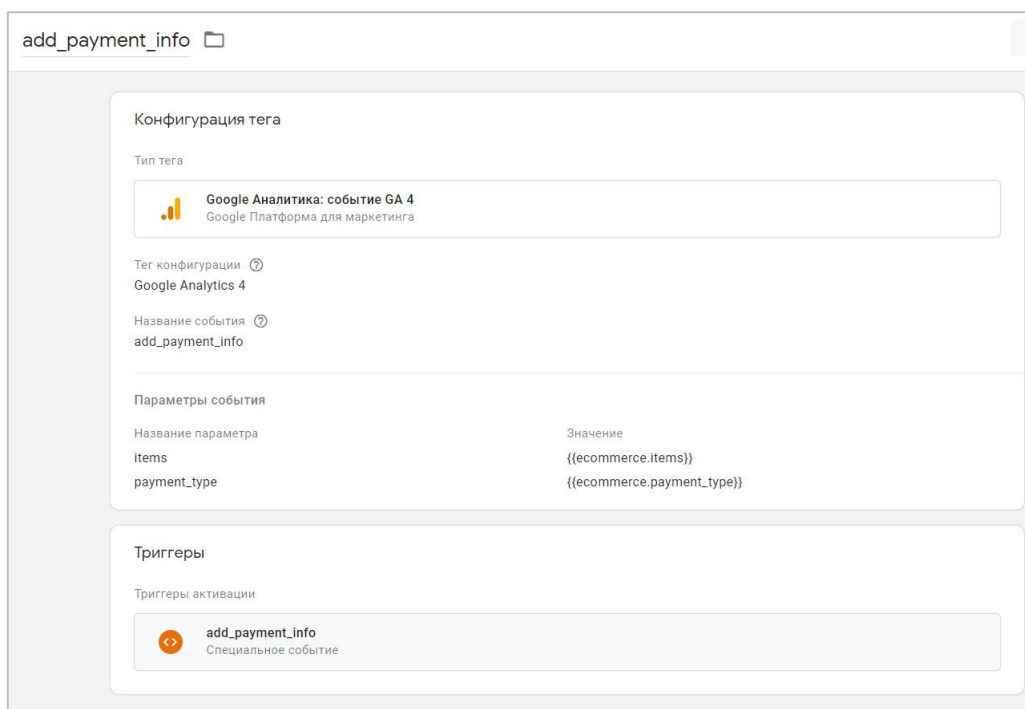 add_payment_info
Конфигурация тега
Тип тега
Google Аналитика: событие GA 4
Google Платформа для маркетинга
Тег конфигурации
Google Analytics 4
Название события
add_payment_info
Параметры события
Название параметра Значение
items {{ecommerce.items}}
payment_type {{ecommerce.payment_type}}
Триггеры
Триггеры активации
add_payment_info
Специальное событие